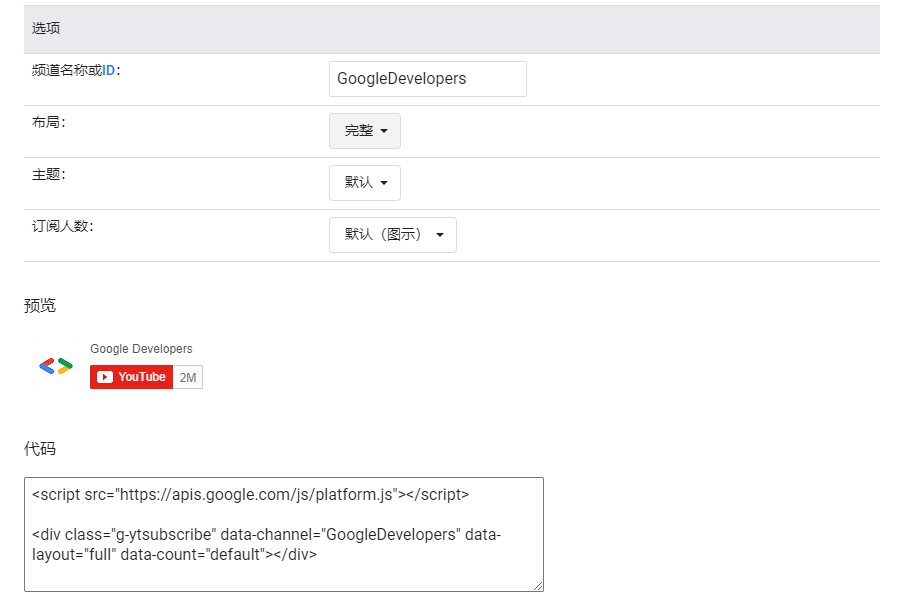 选项
频道名称或ID:
GoogleDevelopers
布局:
完整
主题:
默认
订阅人数:
默认（图示）
预览
Google Developers
YouTube 2M
代码
<script src="https://apis.google.com/js/platform.js"></script>
<div class="g-ytsubscribe" data-channel="GoogleDevelopers" data-
layout="full" data-count="default"></div>